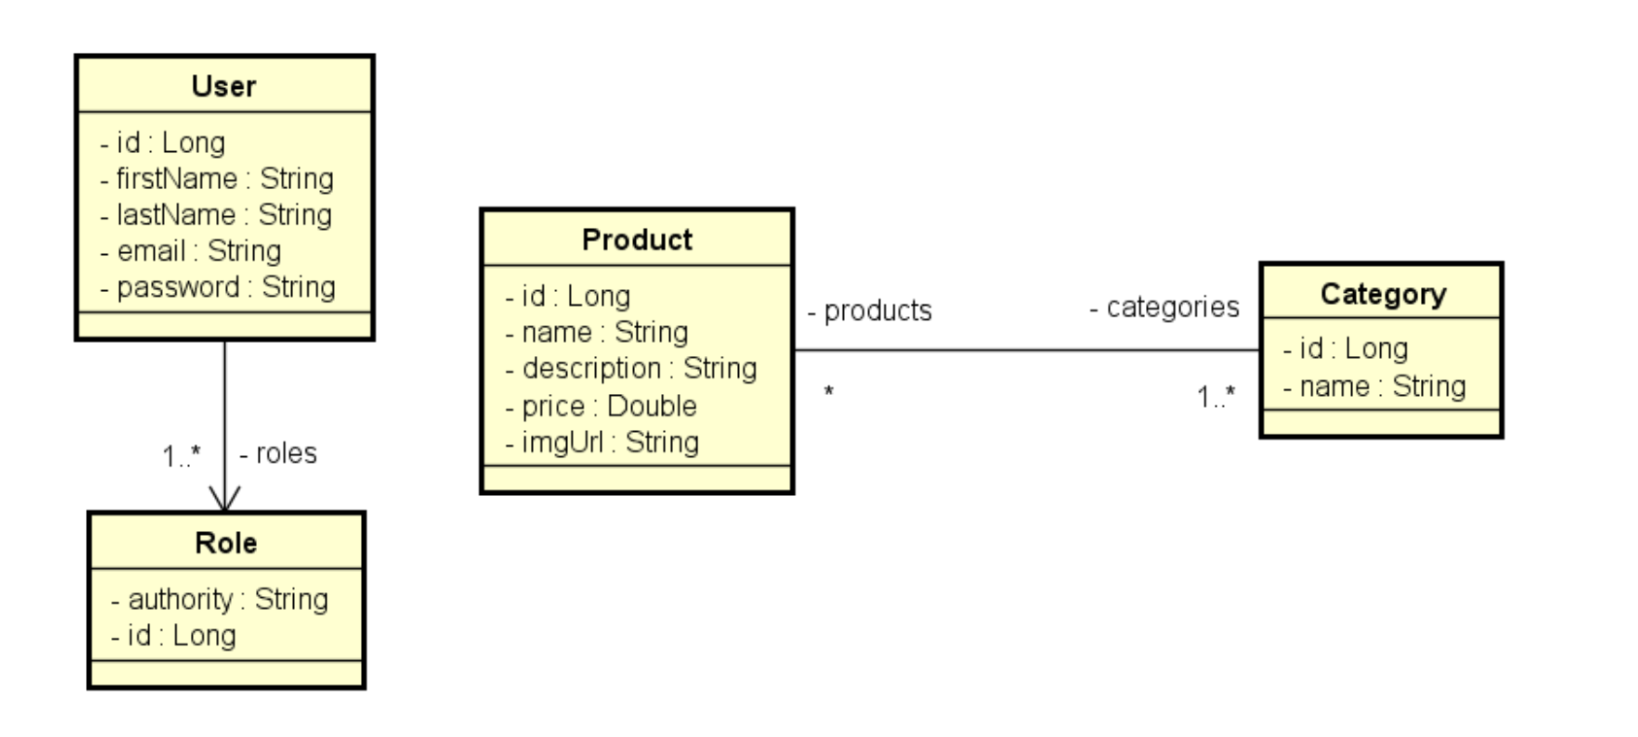 User
- id : Long
- firstName : String
- lastName : String
- email : String
- password : String
1..*
- roles
Role
- authority : String
- id : Long
Product
- id : Long
- name : String
- description : String
- price : Double
- imgUrl : String
- products
*
- categories
1..*
Category
- id : Long
- name : String